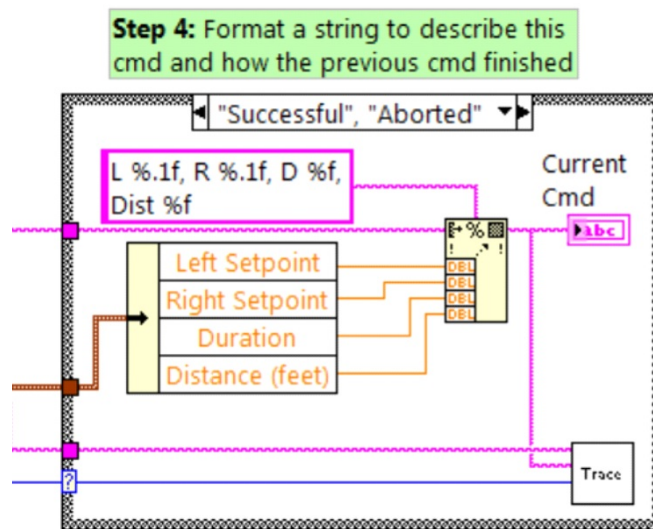 Step 4: Format a string to describe this
cmd and how the previous cmd finished
"Successful", "Aborted"
L %.1f, R %.1f, D %f,
Dist %f
Current
Cmd
abc
%
! !
Left Setpoint
Right Setpoint
Duration
Distance (feet)
DBL
DBL
DBL
DBL
?
Trace